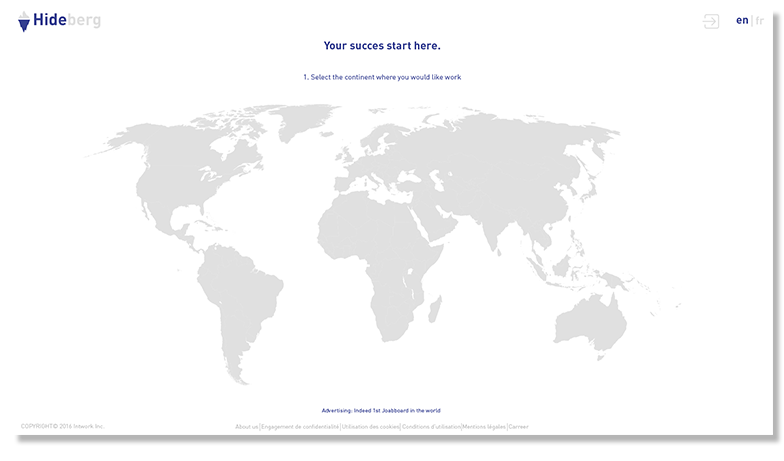 Hideberg
en | fr
Your succes start here.
1. Select the continent where you would like work
Advertising: Indeed 1st Joabboard in the world
COPYRIGHT© 2016 Intwork Inc.
About us|Engagement de confidentialité|Utilisation des cookies|Conditions d'utilisation|Mentions légales|Carreer